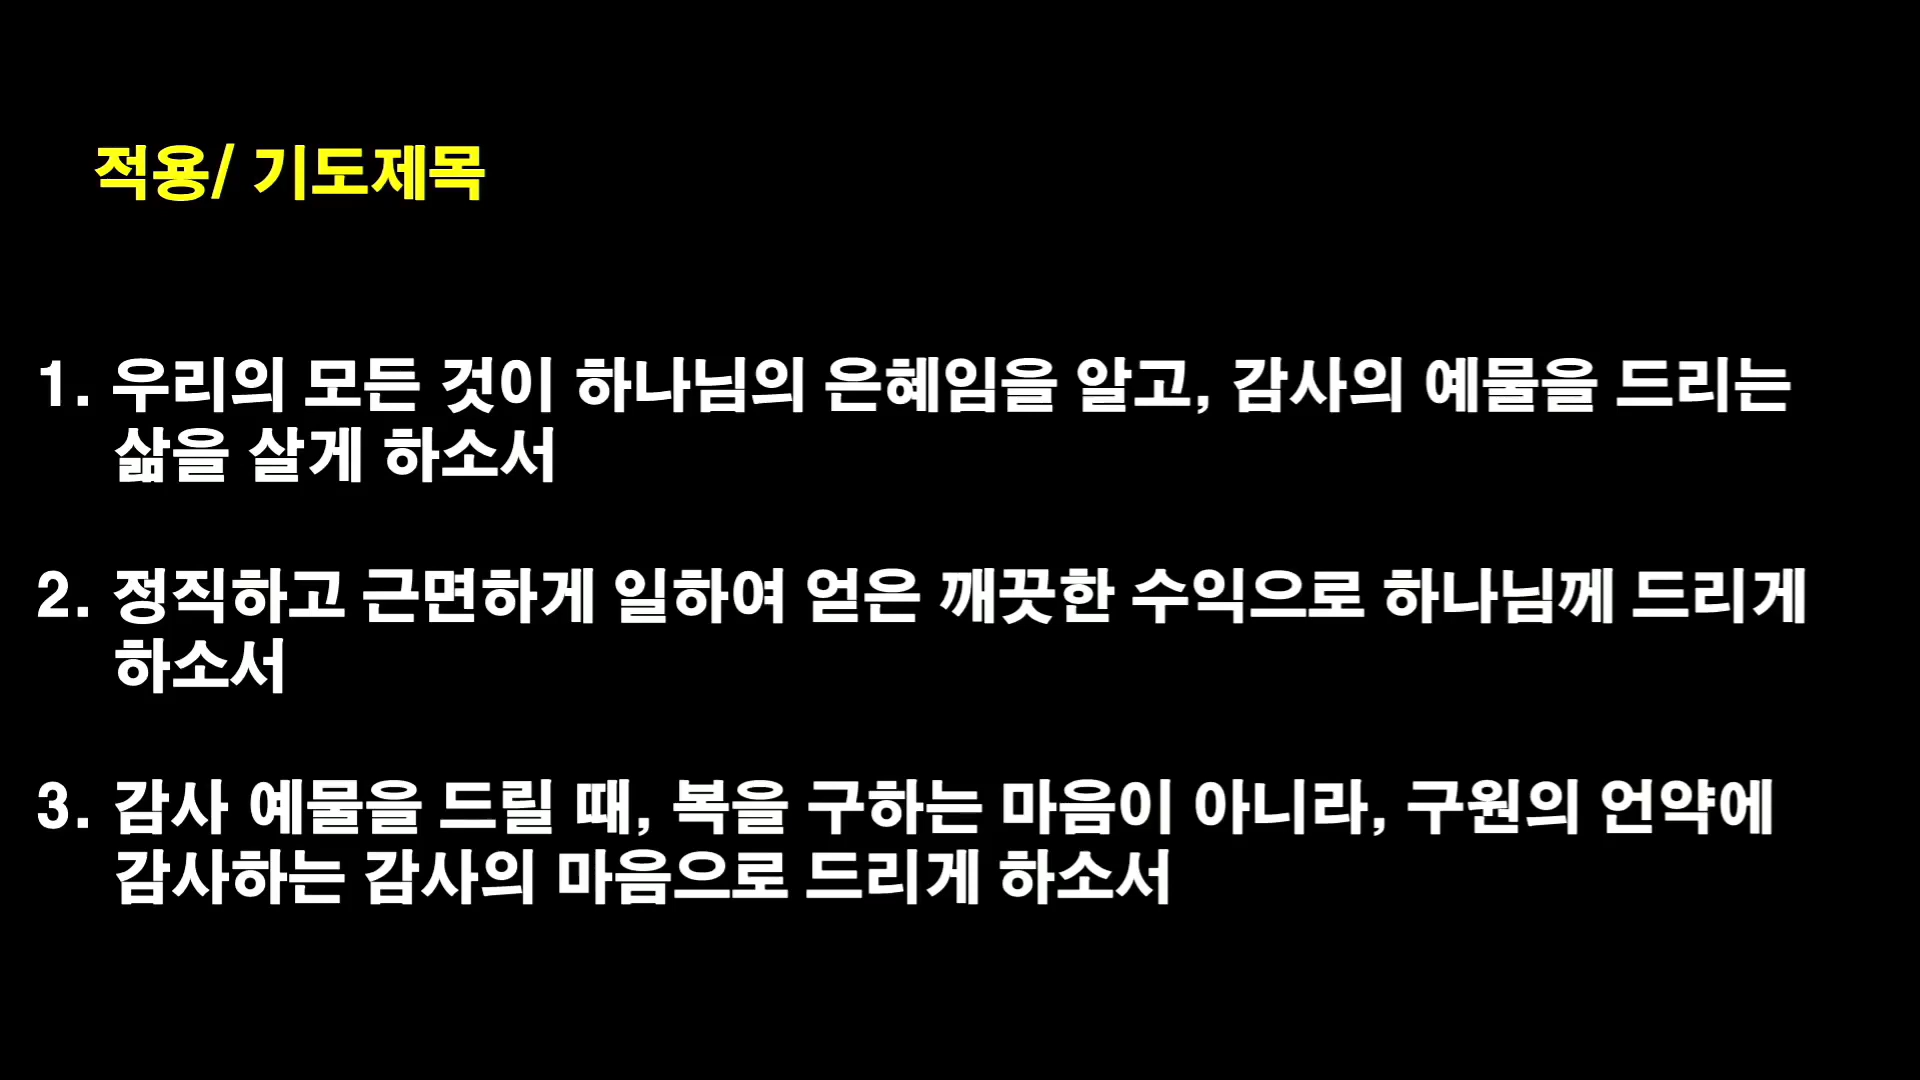 적용/ 기도제목
1. 우리의 모든 것이 하나님의 은혜임을 알고, 감사의 예물을 드리는
삶을 살게 하소서
2. 정직하고 근면하게 일하여 얻은 깨끗한 수익으로 하나님께 드리게
하소서
3. 감사 예물을 드릴 때, 복을 구하는 마음이 아니라, 구원의 언약에
감사하는 감사의 마음으로 드리게 하소서